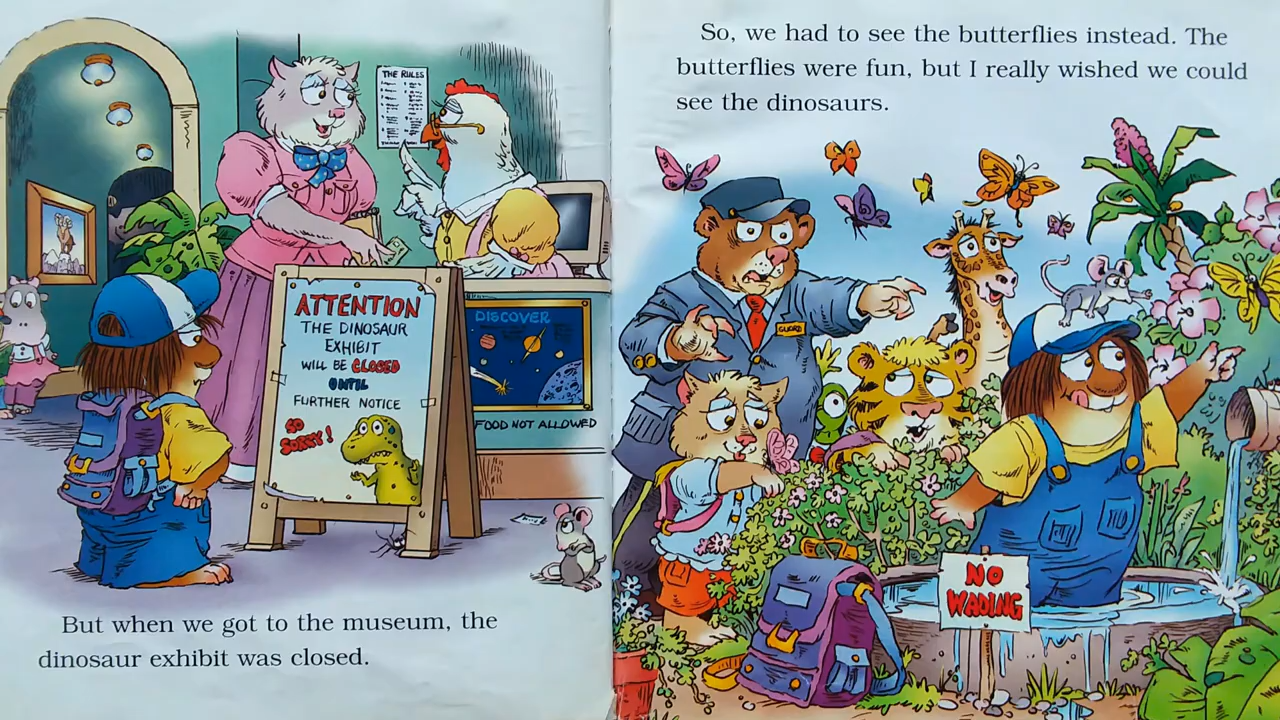 THE RULES
ATTENTION
THE DINOSAUR
EXHIBIT
WILL BE CLOSED
UNTIL
FURTHER NOTICE
SO
SORRY!
DISCOVER
FOOD NOT ALLOWED
But when we got to the museum, the
dinosaur exhibit was closed.
So, we had to see the butterflies instead. The
butterflies were fun, but I really wished we could
see the dinosaurs.
GUARD
NO
WADING